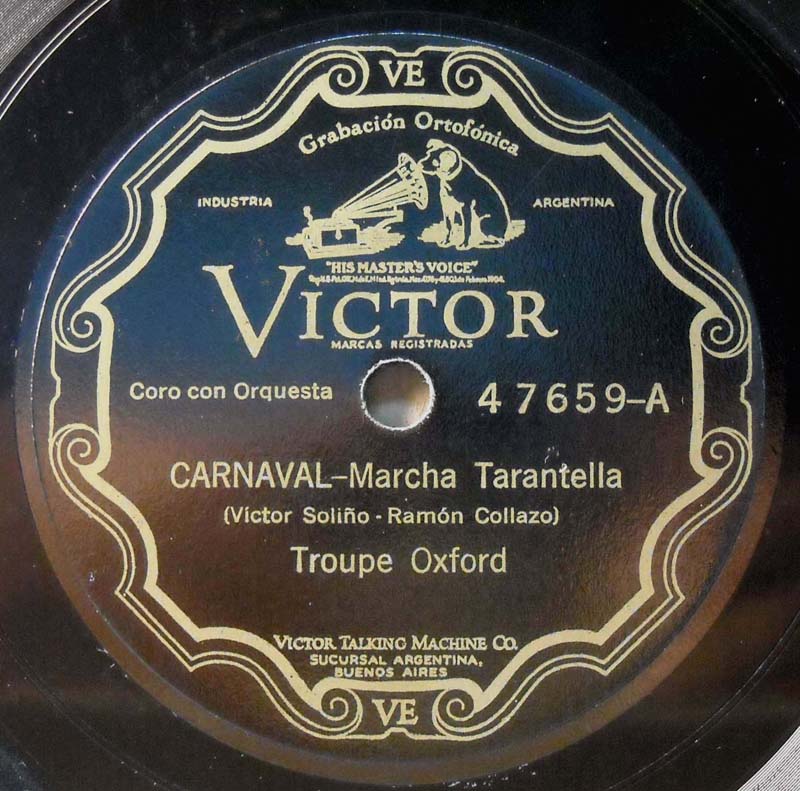 VE
Grabación Ortofónica
INDUSTRIA
ARGENTINA
"HIS MASTER'S VOICE"
VICTOR
MARCAS REGISTRADAS
Coro con Orquesta
47659-A
CARNAVAL-Marcha Tarantella
(Víctor Soliño - Ramón Collazo)
Troupe Oxford
VICTOR TALKING MACHINE CO.
SUCURSAL ARGENTINA,
BUENOS AIRES
VE